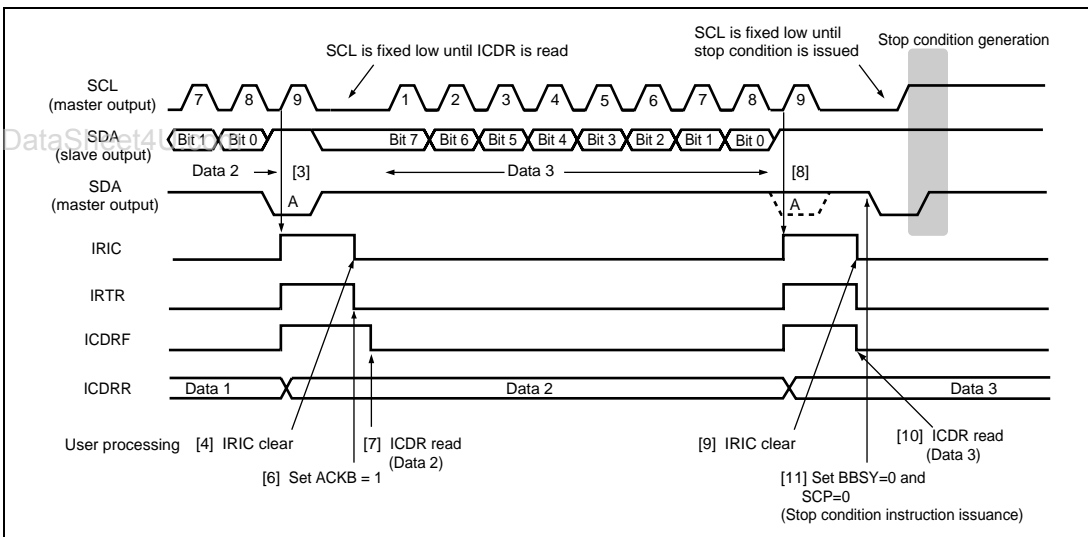 SCL is fixed low until ICDR is read
SCL is fixed low until
stop condition is issued
Stop condition generation
SCL
(master output)
7 8 9 1 2 3 4 5 6 7 8 9
DataSheet4U.com
SDA
(slave output)
Bit 1 Bit 0 Bit 7 Bit 6 Bit 5 Bit 4 Bit 3 Bit 2 Bit 1 Bit 0
Data 2 [3] Data 3 [8]
SDA
(master output)
A A
IRIC
IRTR
ICDRF
ICDRR
Data 1 Data 2 Data 3
User processing
[4] IRIC clear
[7] ICDR read
(Data 2)
[6] Set ACKB = 1
[9] IRIC clear
[10] ICDR read
(Data 3)
[11] Set BBSY=0 and
SCP=0
(Stop condition instruction issuance)